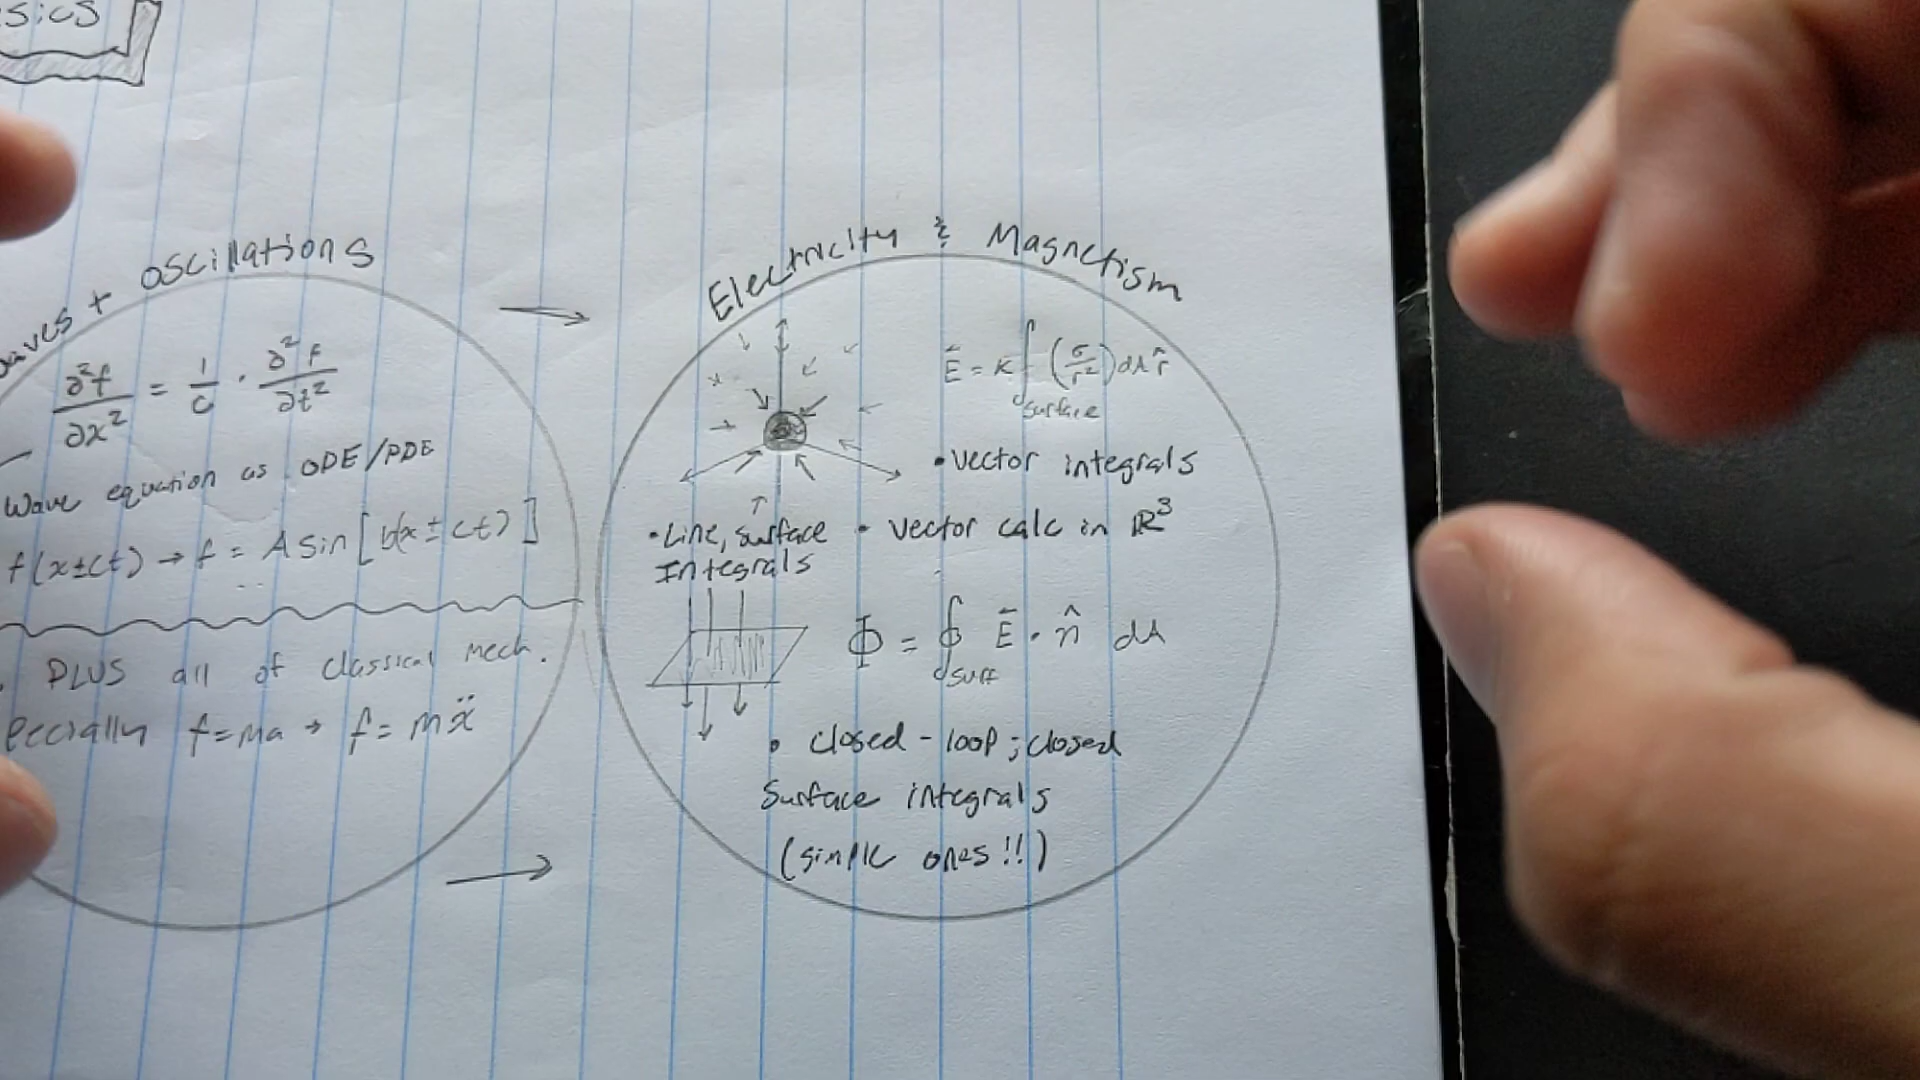 sics
waves + oscillations
∂²f/∂x² = 1/c · ∂²f/∂t²
Wave equation as ODE/PDE
f(x±ct) → f = A sin[k(x±ct)]
PLUS all of classical mech.
pecially f=ma → f=mẍ
Electricity & Magnetism
E⃗ = K∫surface (σ/r²) dA r̂
• Vector integrals
• Line, surface Integrals
• Vector calc in ℝ³
Φ = ∮surf E⃗ · n̂ dA
• closed-loop; closed
Surface integrals
(simple ones!!)